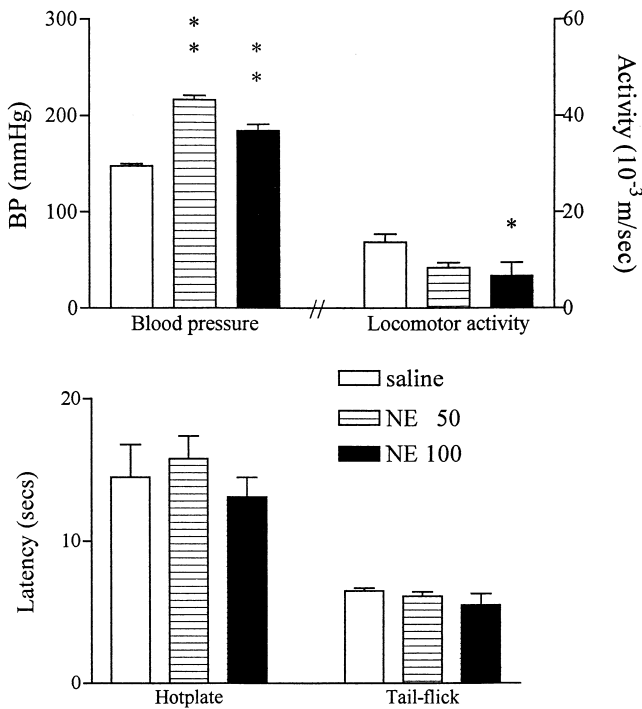 300
200
100
0
BP (mmHg)
*
*
*
*
*
60
40
20
0
Activity (10⁻³ m/sec)
//
Blood pressure
Locomotor activity
saline
NE 50
NE 100
20
10
0
Latency (secs)
Hotplate
Tail-flick